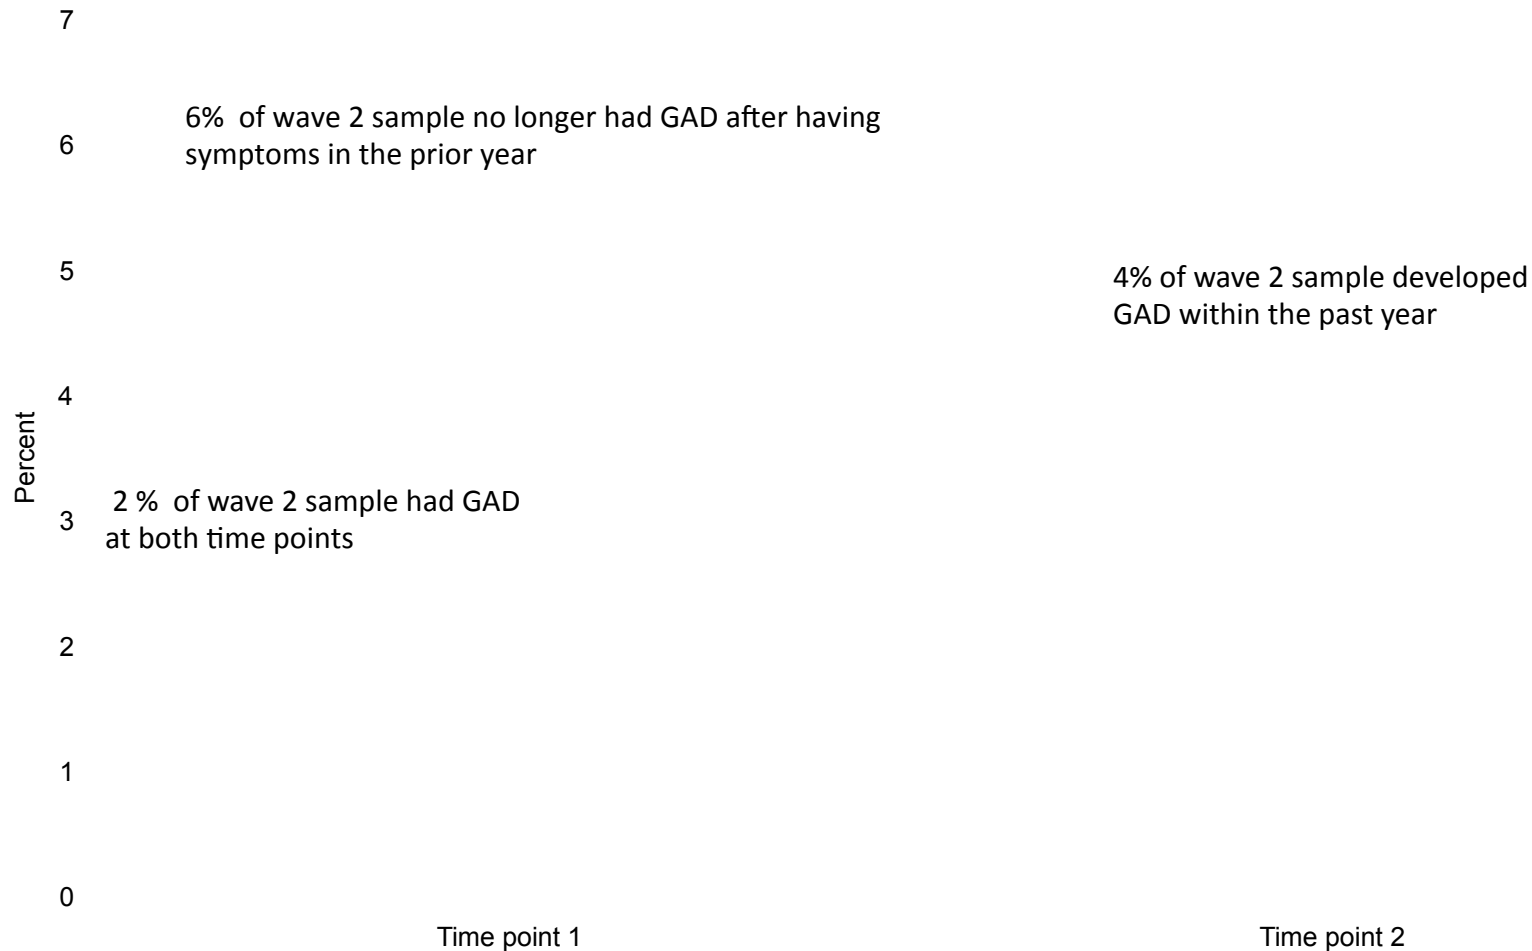 7
6% of wave 2 sample no longer had GAD after having
6
symptoms in the prior year
5
4% of wave 2 sample developed
GAD within the past year
4
Percent
2 % of wave 2 sample had GAD
3
at both time points
2
1
0
Time point 1
Time point 2